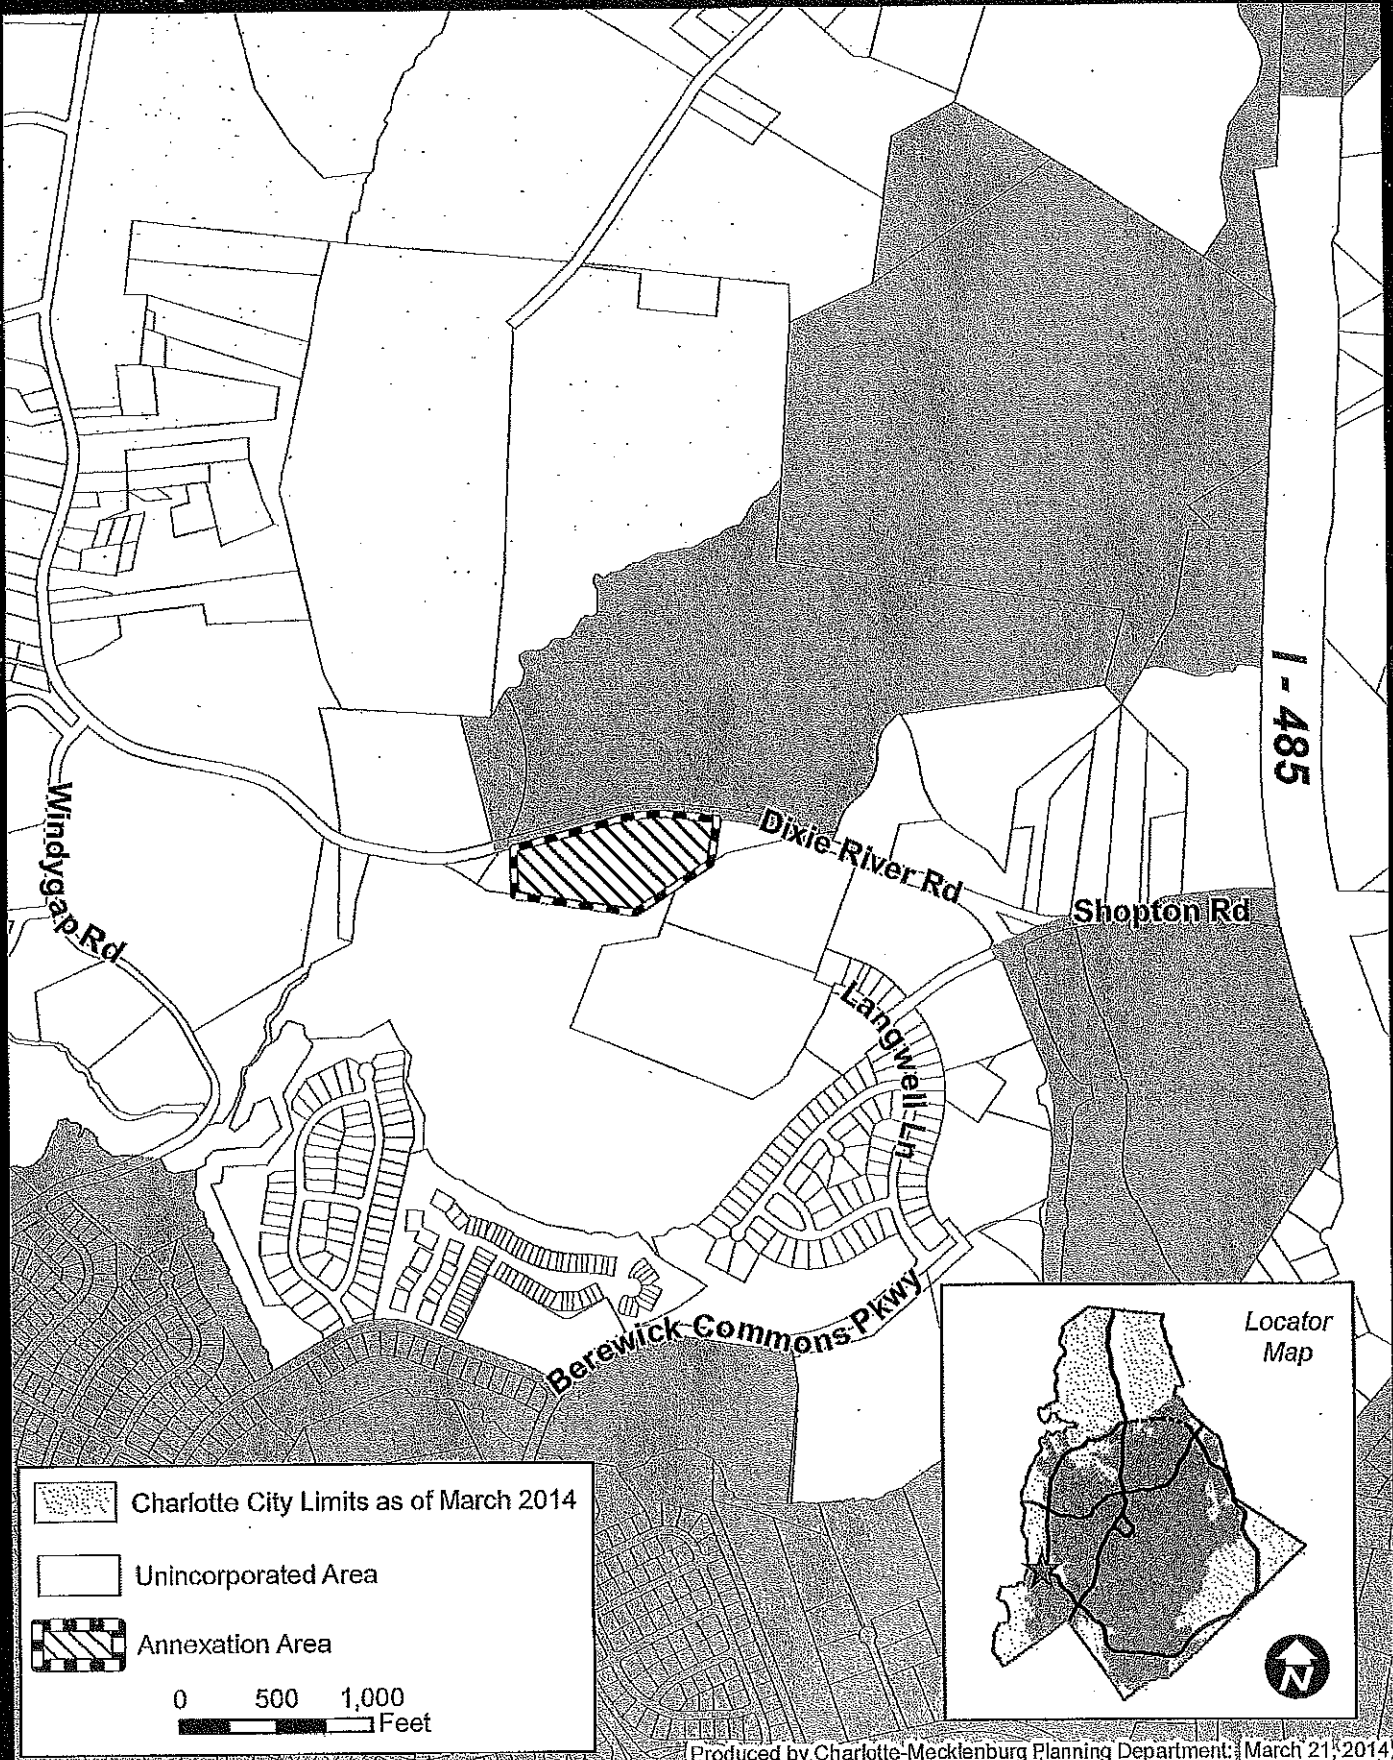 I - 485
Dixie River Rd
Shopton Rd
Windygap Rd
Langwell Ln
Berewick Commons Pkwy
Locator
Map
Charlotte City Limits as of March 2014
Unincorporated Area
Annexation Area
0 500 1,000
Feet
N
Produced by Charlotte-Mecklenburg Planning Department: March 21, 2014